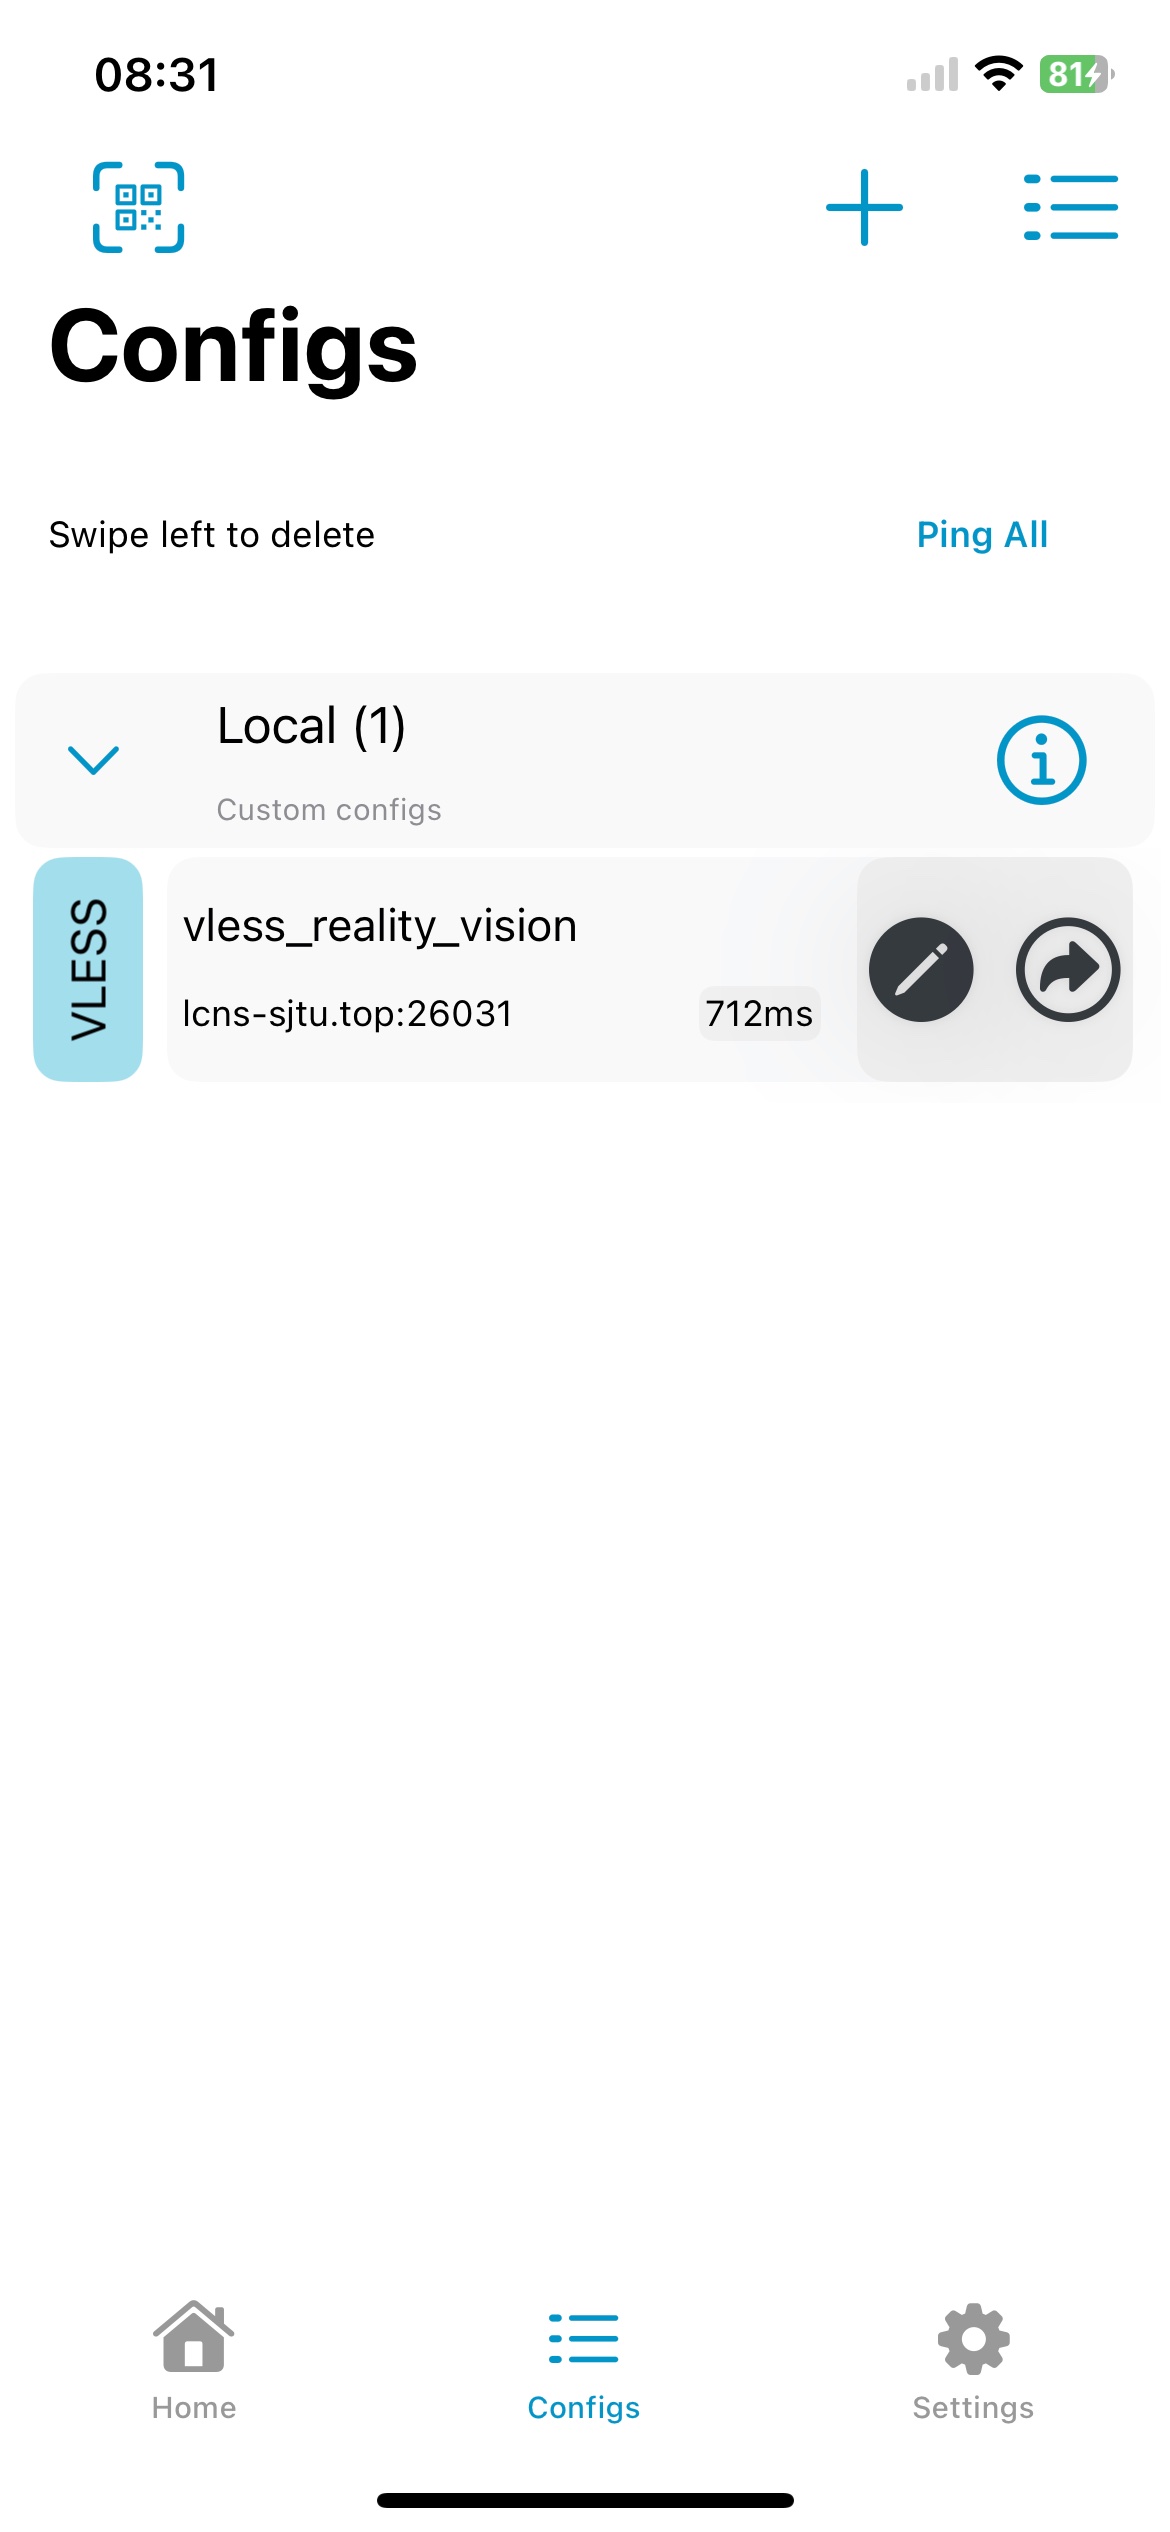 08:31
81
Configs
Swipe left to delete
Ping All
Local (1)
Custom configs
VLESS
vless_reality_vision
lcns-sjtu.top:26031
712ms
Home
Configs
Settings